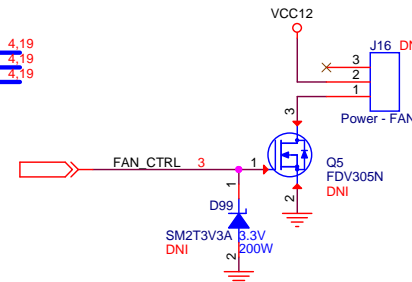 4,19
4,19
4,19
VCC12
J16 DN
3
2
1
Power - FAN
3
FAN_CTRL 3
1
Q5
FDV305N
DNI
2
1
D99
SM2T3V3A 3.3V
DNI 200W
2